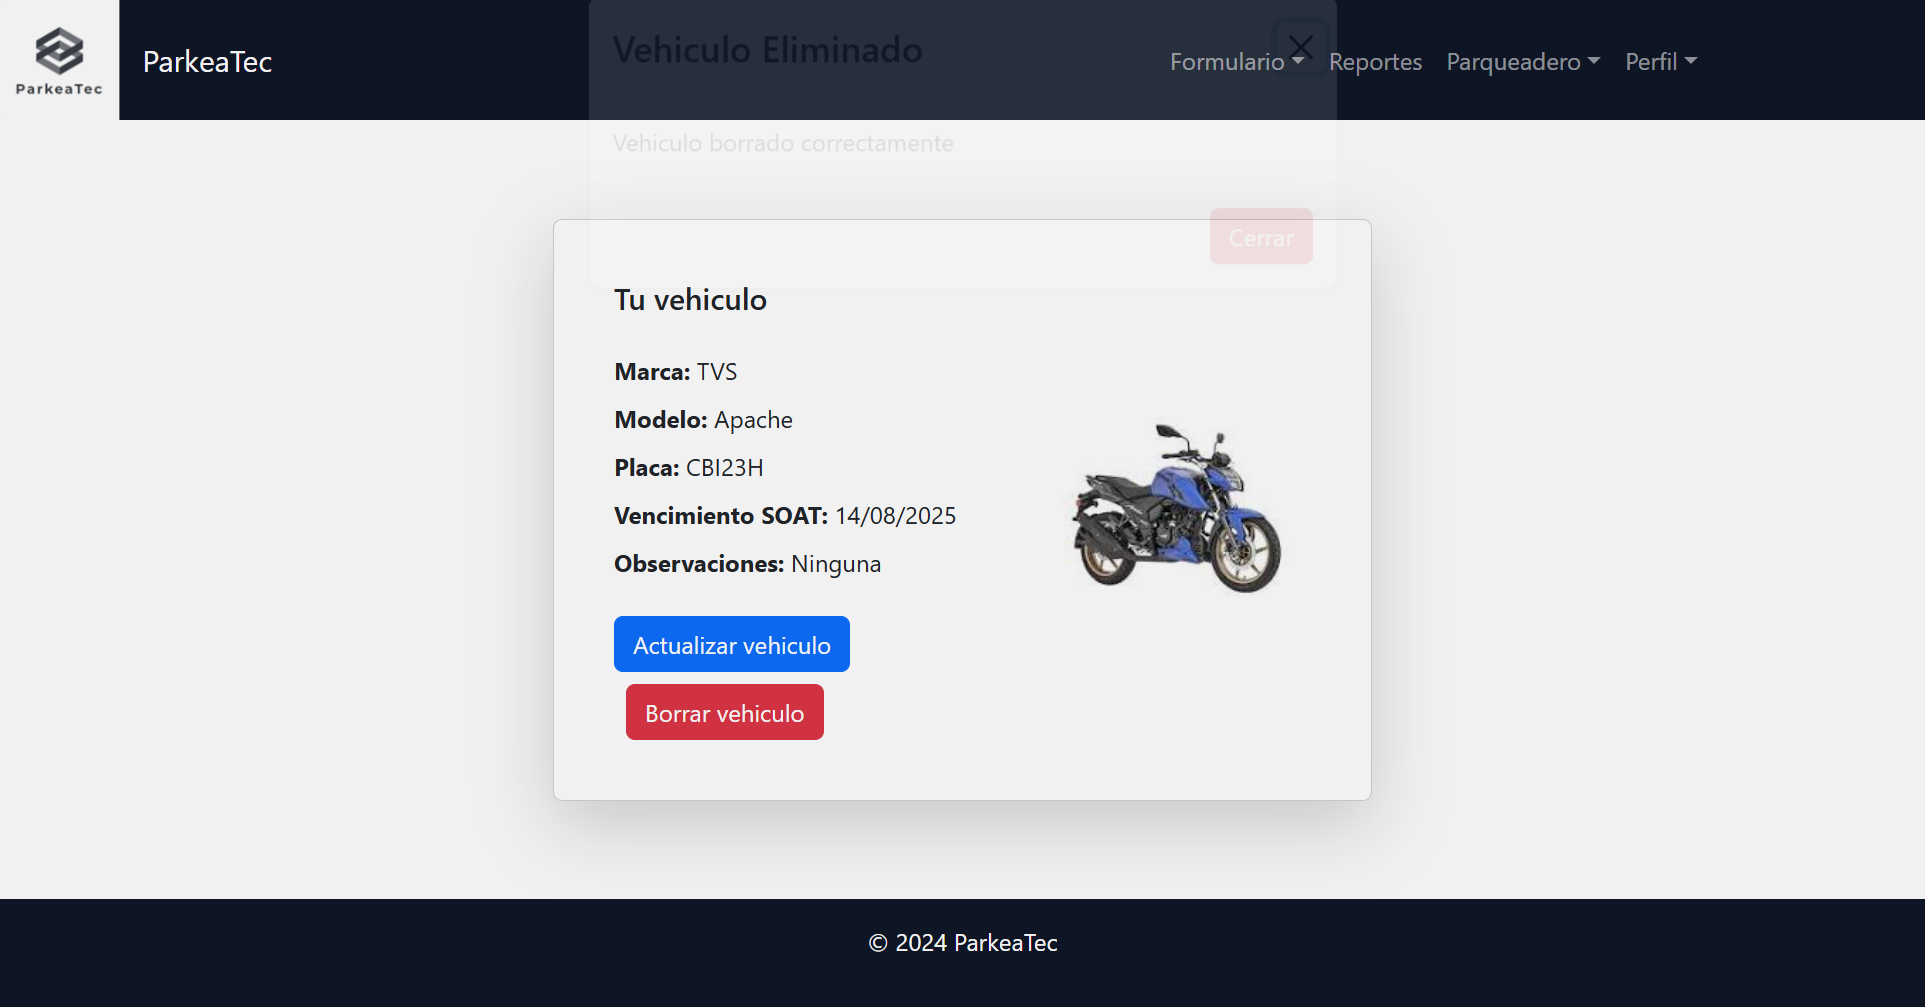 ParkeaTec
ParkeaTec
Vehiculo Eliminado
Formulario
Reportes
Parqueadero
Perfil
Vehiculo borrado correctamente
Cerrar
Tu vehiculo
Marca: TVS
Modelo: Apache
Placa: CBI23H
Vencimiento SOAT: 14/08/2025
Observaciones: Ninguna
Actualizar vehiculo
Borrar vehiculo
© 2024 ParkeaTec